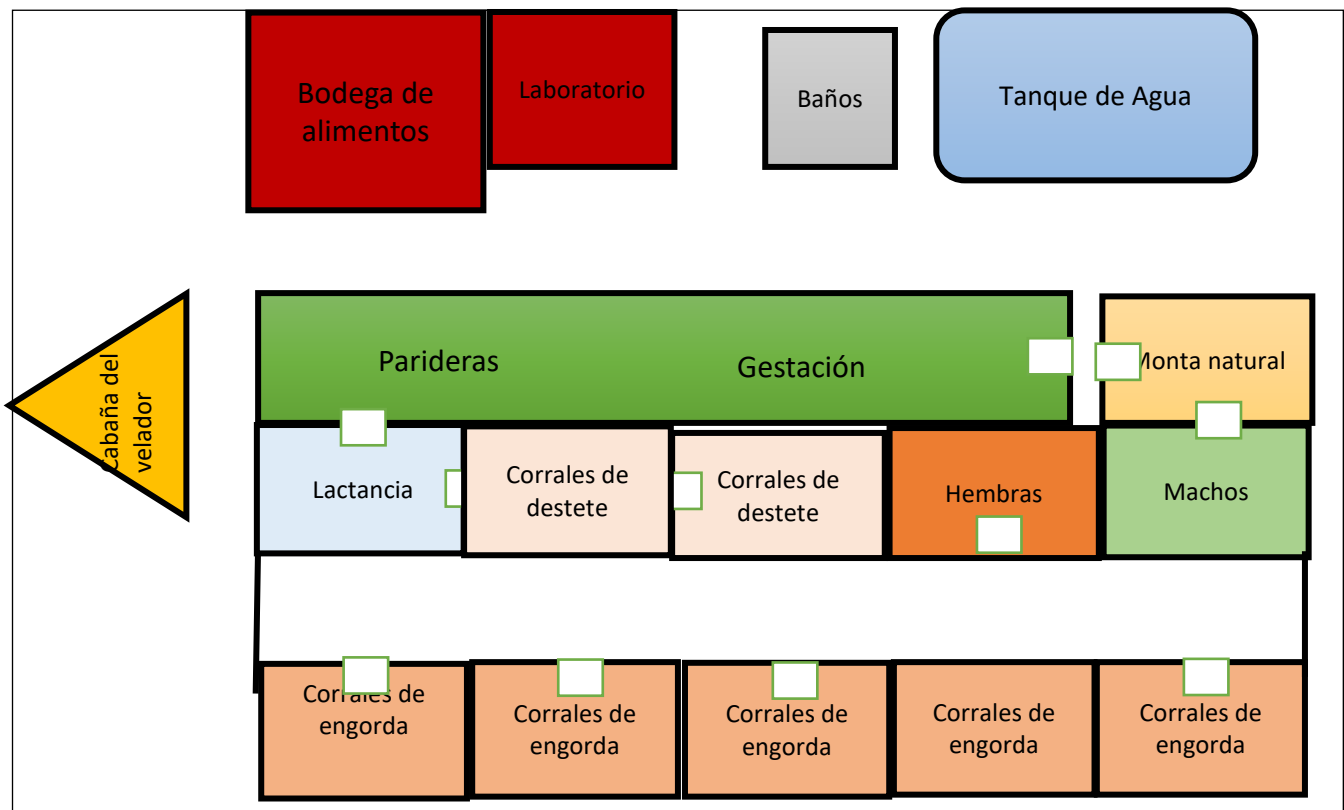 Bodega de
alimentos
Laboratorio
Baños
Tanque de Agua
Cabaña del
velador
Parideras
Gestación
Monta natural
Lactancia
Corrales de
destete
Corrales de
destete
Hembras
Machos
Corrales de
engorda
Corrales de
engorda
Corrales de
engorda
Corrales de
engorda
Corrales de
engorda